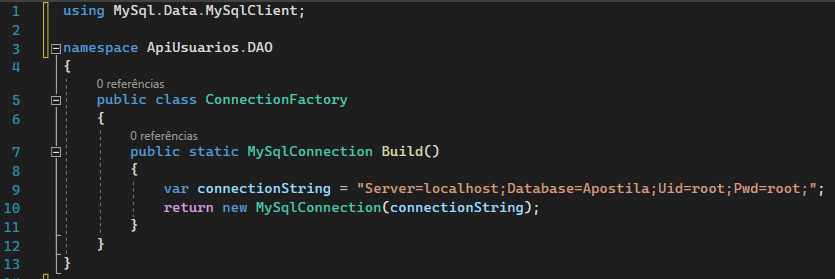 1 using MySql.Data.MySqlClient;
2
3 namespace ApiUsuarios.DAO
4 {
0 referências
5 public class ConnectionFactory
6 {
0 referências
7 public static MySqlConnection Build()
8 {
9 var connectionString = "Server=localhost;Database=Apostila;Uid=root;Pwd=root;";
10 return new MySqlConnection(connectionString);
11 }
12 }
13 }